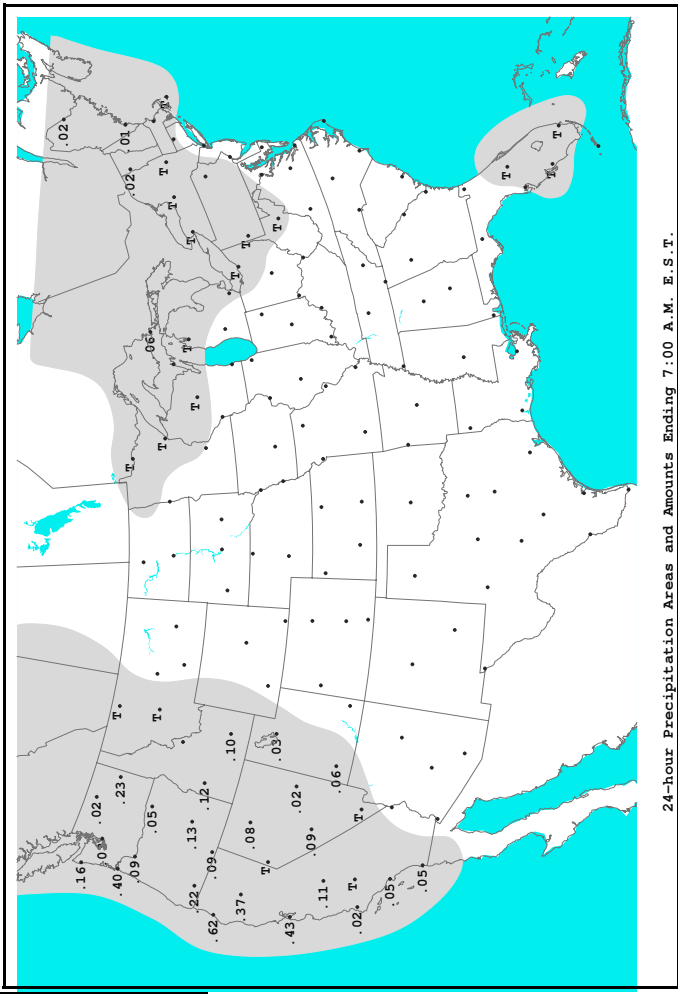 .02
.16
.02
.03
.40
T
.23
.01
T
.02
.09
.06
.05
T
T
T
T
T
T
T
.13
.22
T
.12
.09
.62
.10
T
.37
T
.08
T
.03
T
.43
.02
.09
.11
.06
T
.02
T
.05
.05
T
T
T
24-hour Precipitation Areas and Amounts Ending 7:00 A.M. E.S.T.